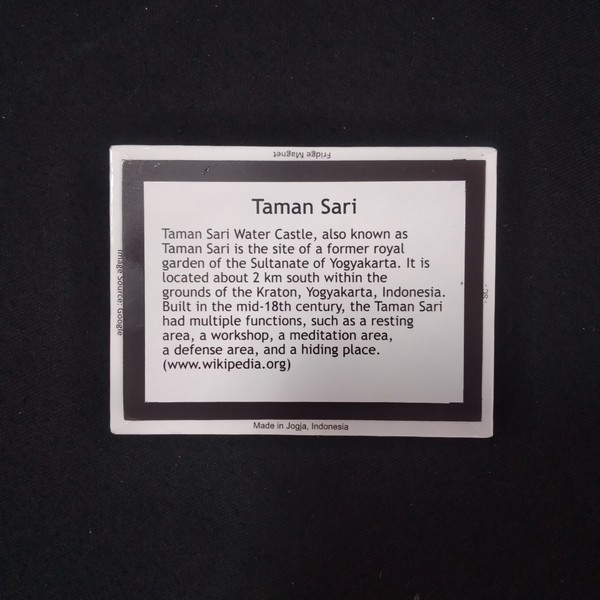 Fridge Magnet
Taman Sari
Taman Sari Water Castle, also known as
Taman Sari is the site of a former royal
garden of the Sultanate of Yogyakarta. It is
located about 2 km south within the
grounds of the Kraton, Yogyakarta, Indonesia.
Built in the mid-18th century, the Taman Sari
had multiple functions, such as a resting
area, a workshop, a meditation area,
a defense area, and a hiding place.
(www.wikipedia.org)
Image Source: Google
Made in Jogja, Indonesia